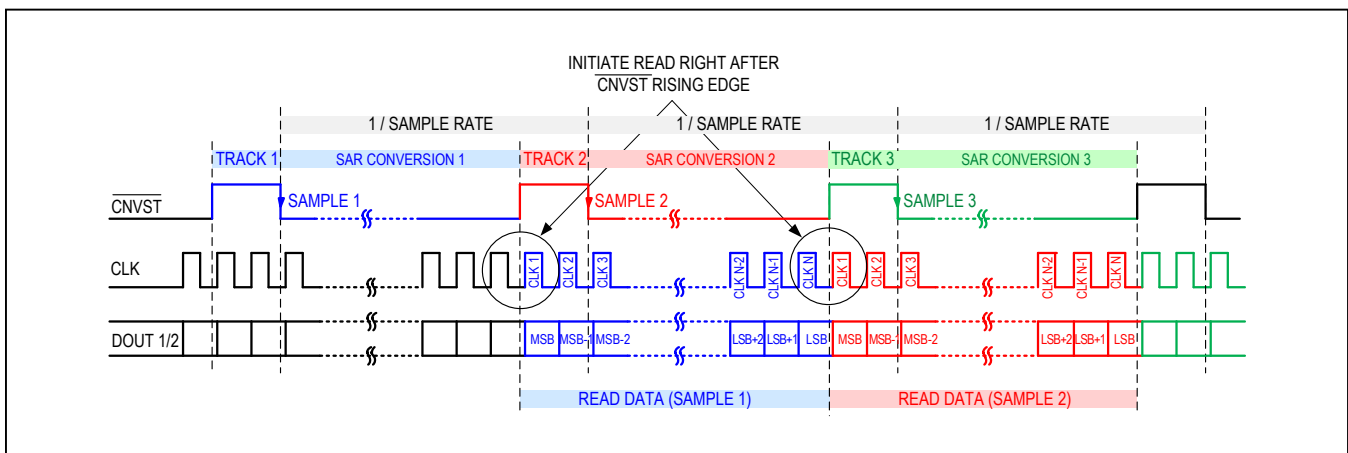 INITIATE READ RIGHT AFTER
CNVST RISING EDGE
1 / SAMPLE RATE 1 / SAMPLE RATE 1 / SAMPLE RATE
TRACK 1 SAR CONVERSION 1 TRACK 2 SAR CONVERSION 2 TRACK 3 SAR CONVERSION 3
CNVST SAMPLE 1 SAMPLE 2 SAMPLE 3
CLK CLK 1 CLK 2 CLK 3 CLK N-2 CLK N-1 CLK N CLK 1 CLK 2 CLK 3 CLK N-2 CLK N-1 CLK N
DOUT 1/2 MSB MSB-1 MSB-2 LSB+2 LSB+1 LSB MSB MSB-1 MSB-2 LSB+2 LSB+1 LSB
READ DATA (SAMPLE 1) READ DATA (SAMPLE 2)